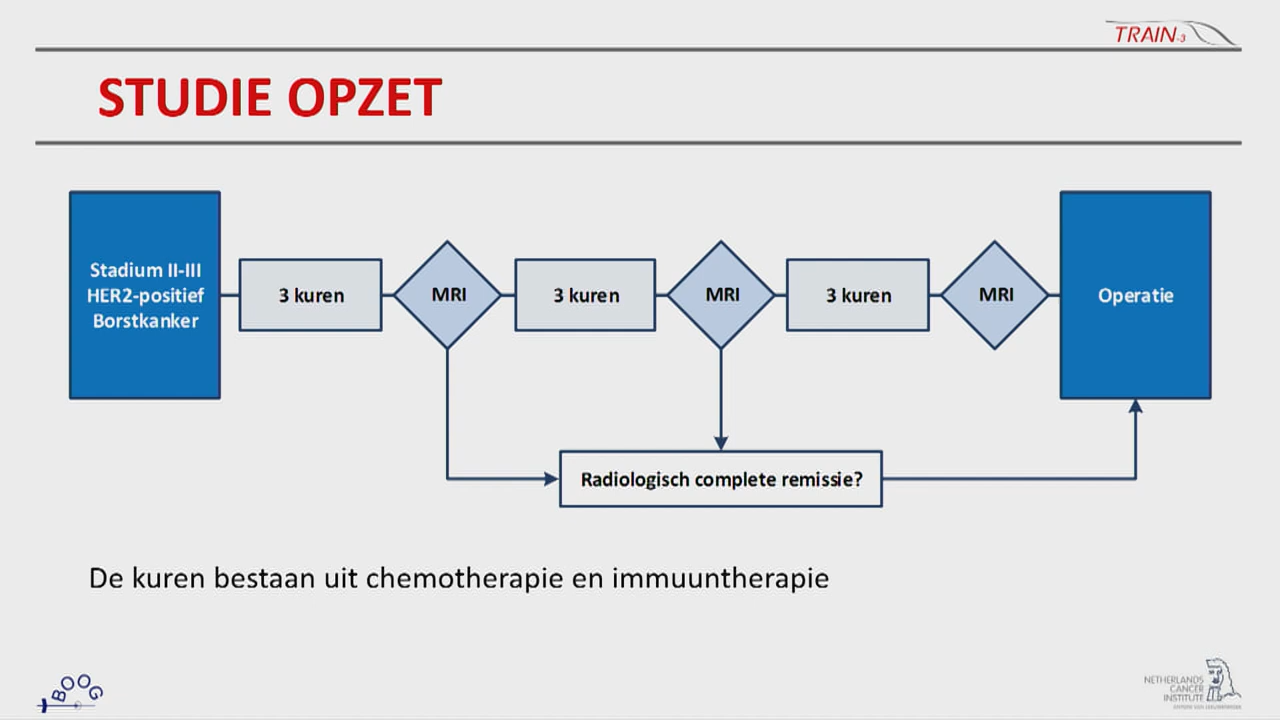 TRAIN-3
STUDIE OPZET
Stadium II-III
HER2-positief
Borstkanker
3 kuren
MRI
3 kuren
MRI
3 kuren
MRI
Operatie
Radiologisch complete remissie?
De kuren bestaan uit chemotherapie en immuuntherapie
BOOG
NETHERLANDS
CANCER
INSTITUTE